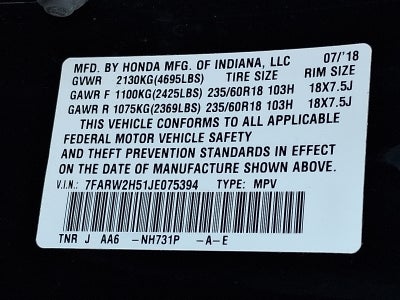 MFD. BY HONDA MFG. OF INDIANA, LLC 07/'18
GVWR 2130KG(4695LBS) TIRE SIZE RIM SIZE
GAWR F 1100KG(2425LBS) 235/60R18 103H 18X7.5J
GAWR R 1075KG(2369LBS) 235/60R18 103H 18X7.5J
THIS VEHICLE CONFORMS TO ALL APPLICABLE
FEDERAL MOTOR VEHICLE SAFETY
AND THEFT PREVENTION STANDARDS IN EFFECT
ON THE DATE OF MANUFACTURE SHOWN ABOVE.
V.I.N.: 7FARW2H51JE075394 TYPE: MPV
TNR J AA6 -NH731P -A-E